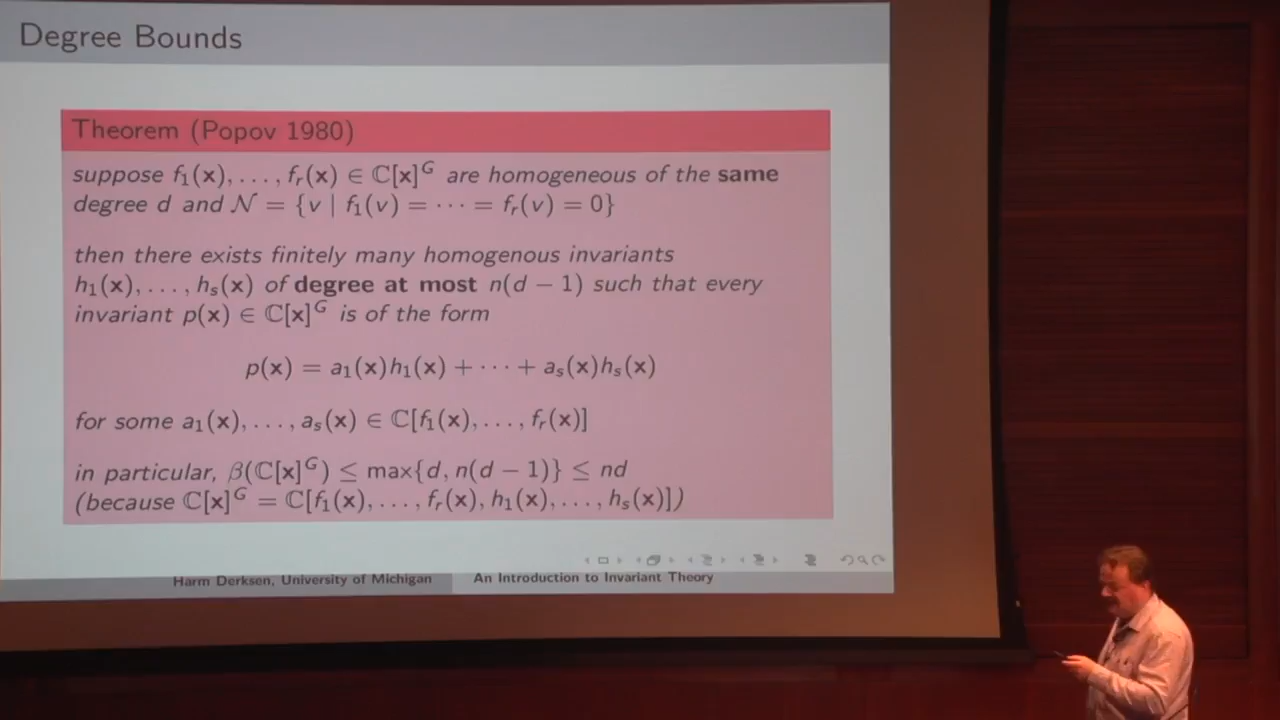 Degree Bounds
Theorem (Popov 1980)
suppose f₁(x), . . . , fᵣ(x) ∈ ℂ[x]ᴳ are homogeneous of the same
degree d and 𝒩 = {v | f₁(v) = · · · = fᵣ(v) = 0}
then there exists finitely many homogenous invariants
h₁(x), . . . , hₛ(x) of degree at most n(d − 1) such that every
invariant p(x) ∈ ℂ[x]ᴳ is of the form
p(x) = a₁(x)h₁(x) + · · · + aₛ(x)hₛ(x)
for some a₁(x), . . . , aₛ(x) ∈ ℂ[f₁(x), . . . , fᵣ(x)]
in particular, β(ℂ[x]ᴳ) ≤ max{d, n(d − 1)} ≤ nd
(because ℂ[x]ᴳ = ℂ[f₁(x), . . . , fᵣ(x), h₁(x), . . . , hₛ(x)])
Harm Derksen, University of Michigan An Introduction to Invariant Theory